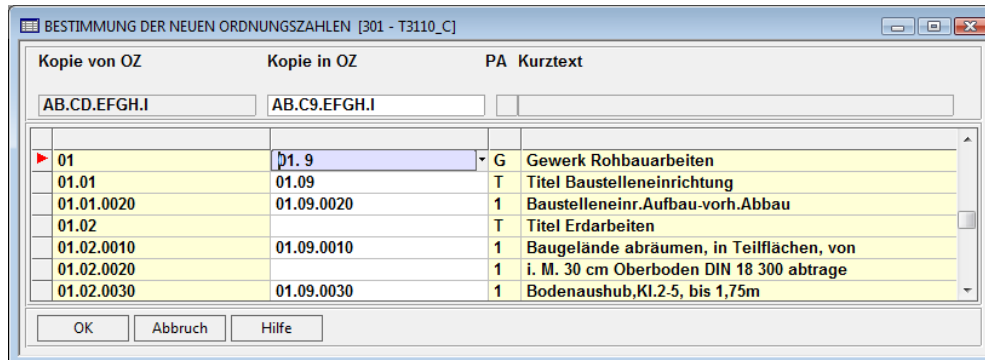 BESTIMMUNG DER NEUEN ORDNUNGSZAHLEN [301 - T3110_C]
Kopie von OZ Kopie in OZ PA Kurztext
AB.CD.EFGH.I AB.C9.EFGH.I
01 01. 9 G Gewerk Rohbauarbeiten
01.01 01.09 T Titel Baustelleneinrichtung
01.01.0020 01.09.0020 1 Baustelleneinr.Aufbau-vorh.Abbau
01.02 T Titel Erdarbeiten
01.02.0010 01.09.0010 1 Baugelände abräumen, in Teilflächen, von
01.02.0020 1 i. M. 30 cm Oberboden DIN 18 300 abtrage
01.02.0030 01.09.0030 1 Bodenaushub,Kl.2-5, bis 1,75m
OK Abbruch Hilfe